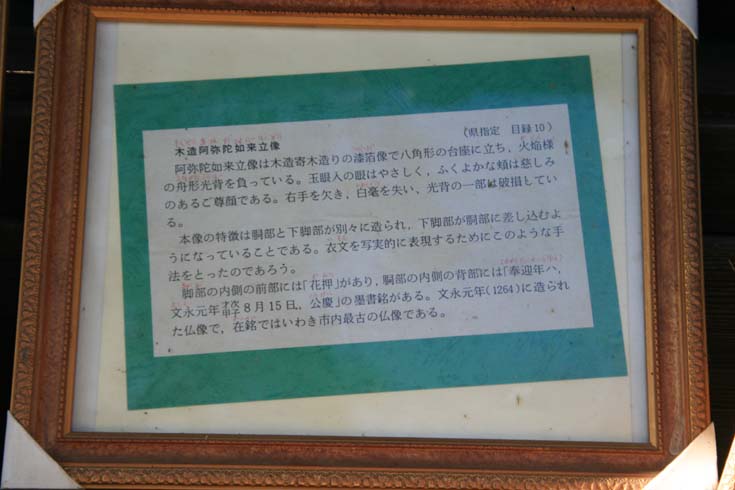 木造阿弥陀如来立像
（県指定　目録10）
阿弥陀如来立像は木造寄木造りの漆箔像で八角形の台座に立ち，火焰様
の舟形光背を負っている。玉眼入の眼はやさしく，ふくよかな頬は慈しみ
のあるご尊顔である。右手を欠き，白毫を失い，光背の一部は破損してい
る。
本像の特徴は胴部と下脚部が別々に造られ，下脚部が胴部に差し込むよ
うになっていることである。衣文を写実的に表現するためにこのような手
法をとったのであろう。
脚部の内側の前部には「花押」があり，胴部の内側の背部には「奉迎年ハ，
文永元年才次甲子8月15日，公慶」の墨書銘がある。文永元年（1264）に造られ
た仏像で，在銘ではいわき市内最古の仏像である。